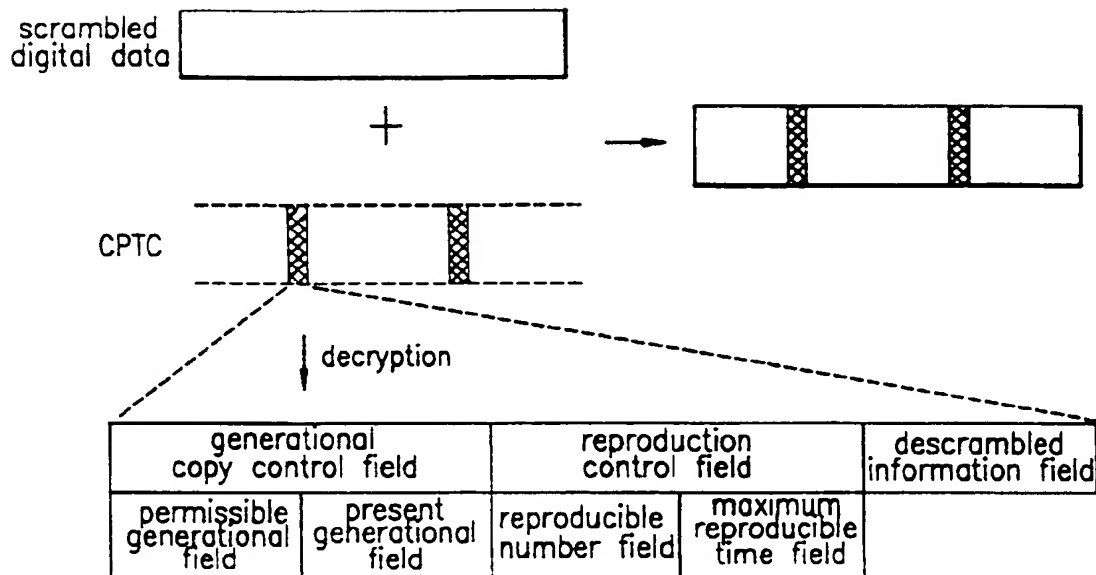 scrambled
digital data
+
CPTC
decryption
generational
copy control field
reproduction
control field
descrambled
information field
permissible
generational
field
present
generational
field
reproducible
number field
maximum
reproducible
time field